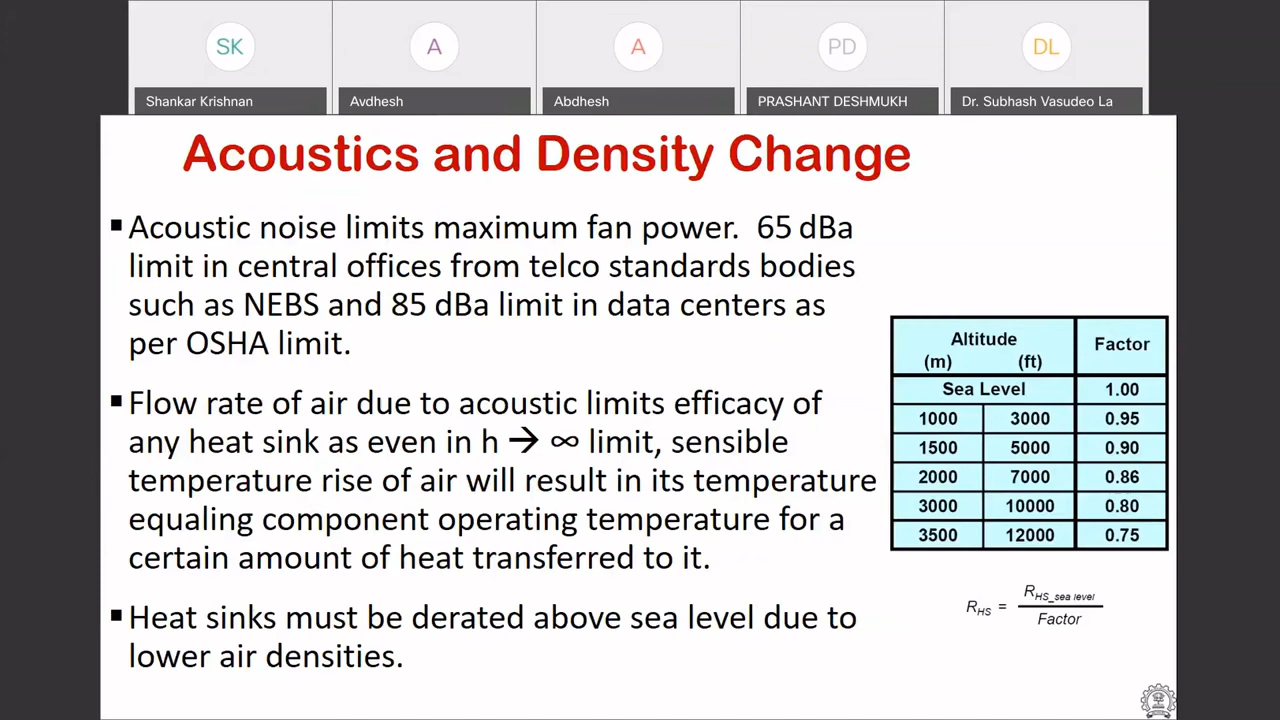 SK
A
A
PD
DL
Shankar Krishnan
Avdhesh
Abdhesh
PRASHANT DESHMUKH
Dr. Subhash Vasudeo La
Acoustics and Density Change
▪Acoustic noise limits maximum fan power. 65 dBa
limit in central offices from telco standards bodies
such as NEBS and 85 dBa limit in data centers as
per OSHA limit.
▪Flow rate of air due to acoustic limits efficacy of
any heat sink as even in h → ∞ limit, sensible
temperature rise of air will result in its temperature
equaling component operating temperature for a
certain amount of heat transferred to it.
▪Heat sinks must be derated above sea level due to
lower air densities.
Altitude
(m) (ft) Factor
Sea Level 1.00
1000 3000 0.95
1500 5000 0.90
2000 7000 0.86
3000 10000 0.80
3500 12000 0.75
R_HS = R_HS_sea level / Factor